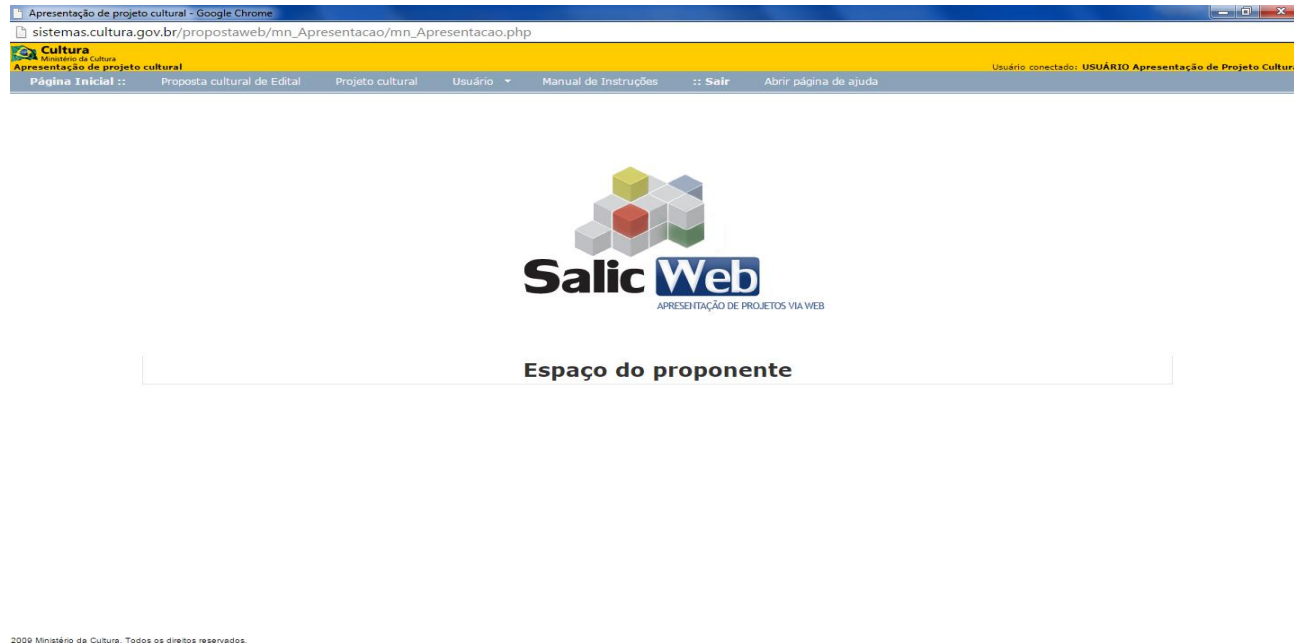 Apresentação de projeto cultural - Google Chrome
sistemas.cultura.gov.br/propostaweb/mn_Apresentacao/mn_Apresentacao.php
Cultura
Ministério da Cultura
Apresentação de projeto cultural
Usuário conectado: USUÁRIO Apresentação de Projeto Cultura
Página Inicial :: Proposta cultural de Edital Projeto cultural Usuário Manual de Instruções :: Sair Abrir página de ajuda
Salic Web
APRESENTAÇÃO DE PROJETOS VIA WEB
Espaço do proponente
2009 Ministério da Cultura. Todos os direitos reservados.